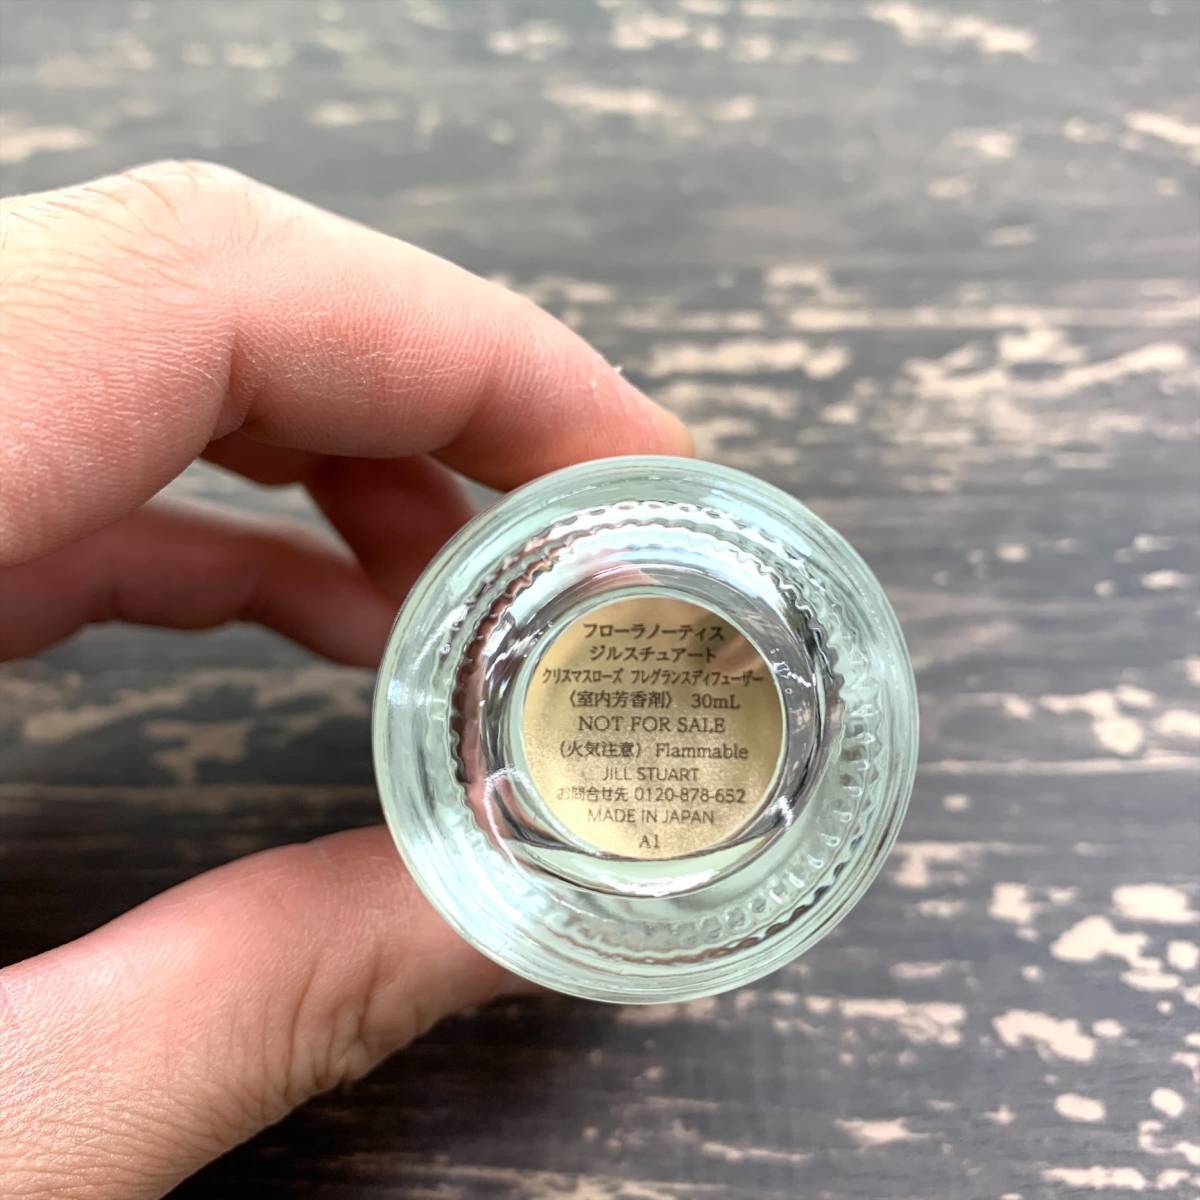 フローラノーティス
ジルスチュアート
クリスマスローズ フレグランスディフューザー
〈室内芳香剤〉 30mL
NOT FOR SALE
(火気注意) Flammable
JILL STUART
お問合せ先 0120-878-652
MADE IN JAPAN
A1